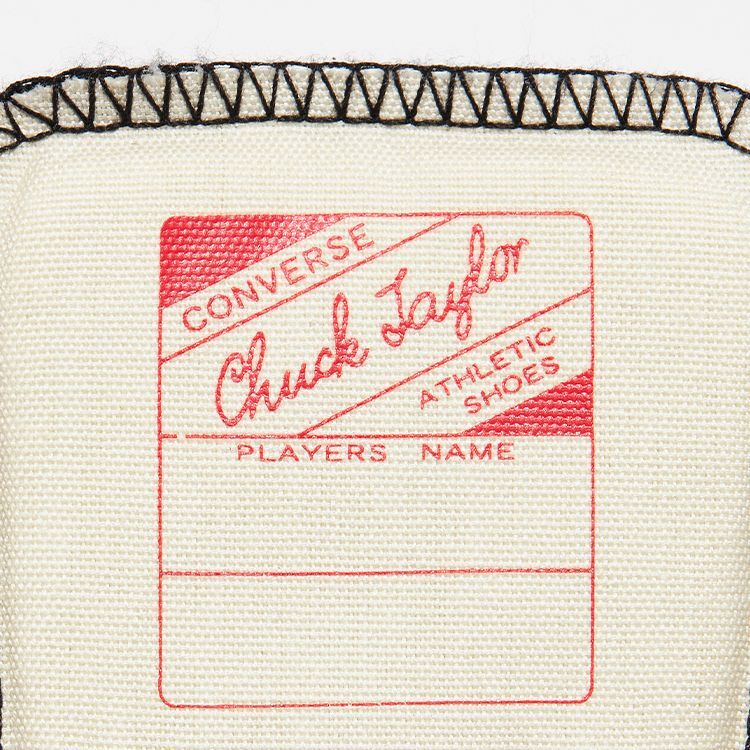 CONVERSE
Chuck Taylor
ATHLETIC
SHOES
PLAYERS NAME